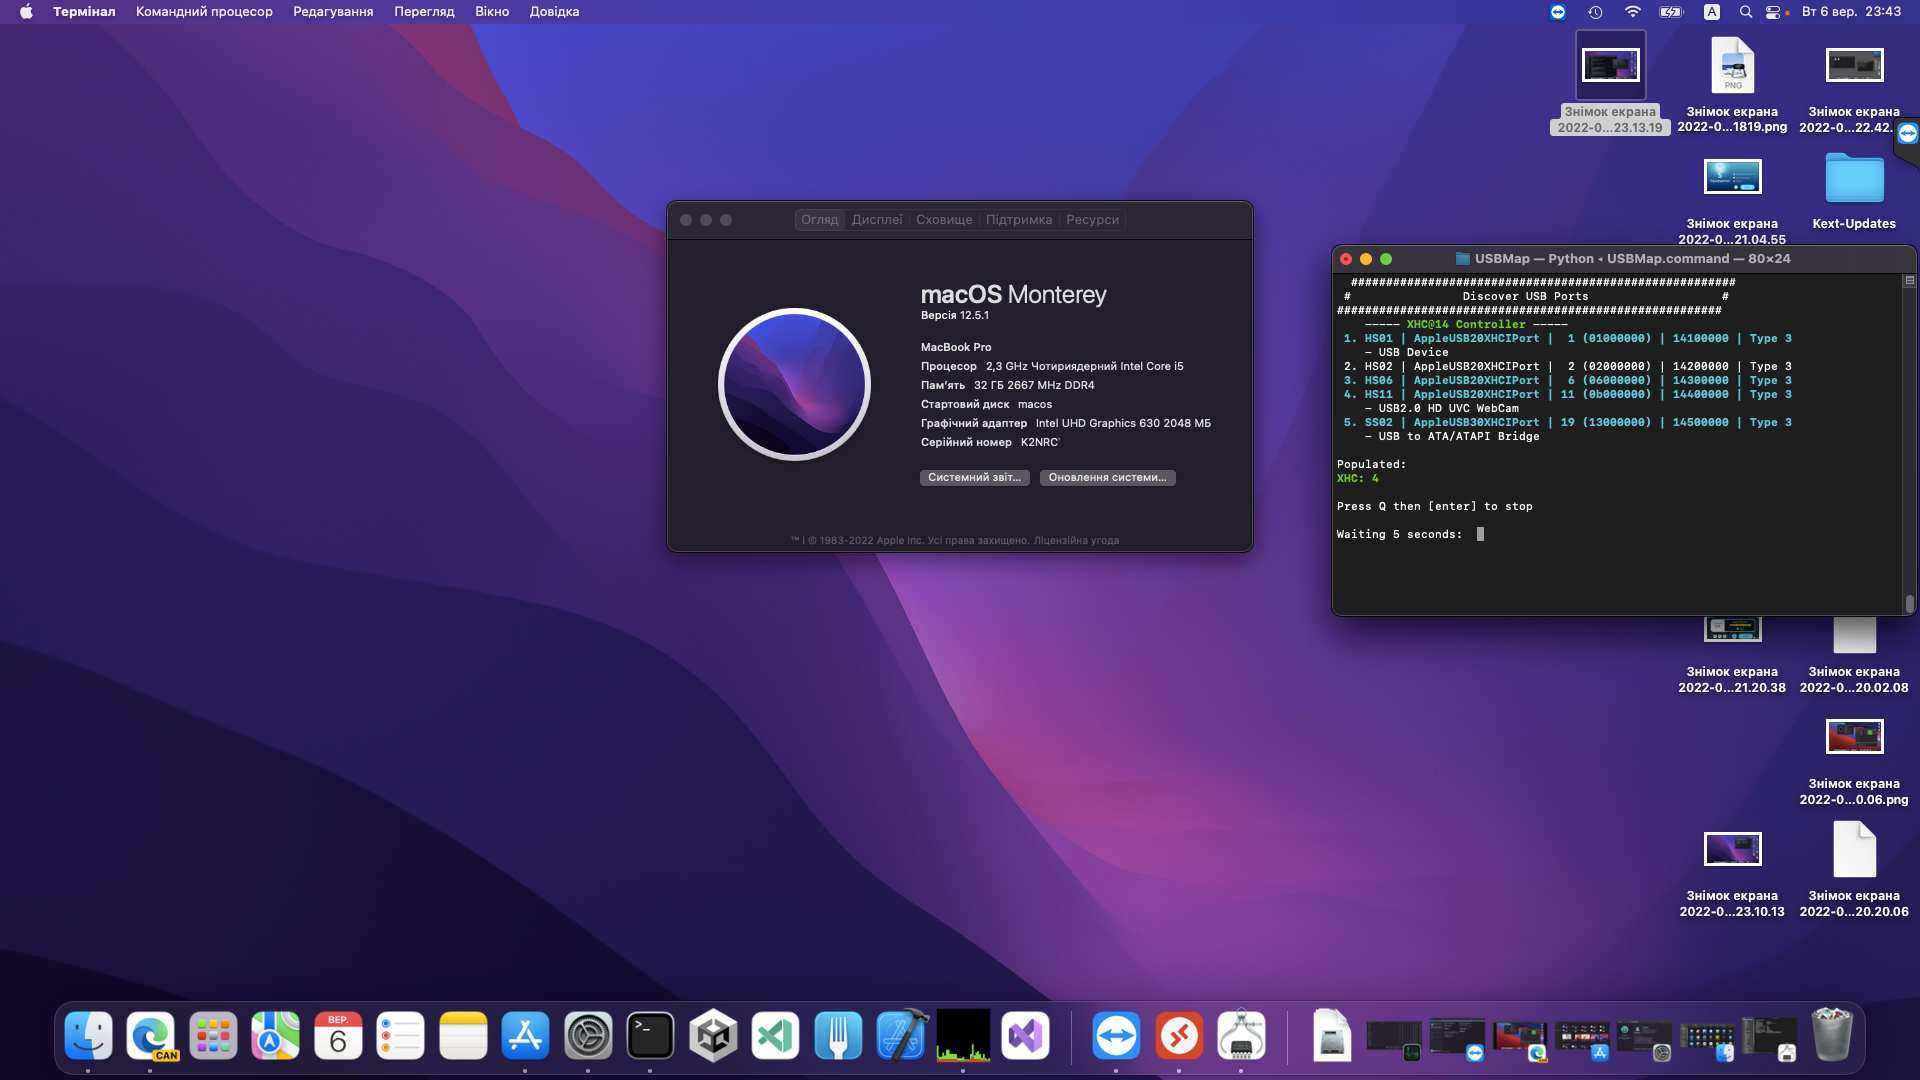 Термінал Командний процесор Редагування Перегляд Вікно Довідка
A
Вт 6 вер. 23:43
Знімок екрана
2022-0...23.13.19
PNG
Знімок екрана
2022-0...1819.png
Знімок екрана
2022-0...22.42.
Знімок екрана
2022-0...21.04.55
Kext-Updates
Огляд Дисплеї Сховище Підтримка Ресурси
macOS Monterey
Версія 12.5.1
MacBook Pro
Процесор 2,3 GHz Чотириядерний Intel Core i5
Пам'ять 32 ГБ 2667 MHz DDR4
Стартовий диск macos
Графічний адаптер Intel UHD Graphics 630 2048 МБ
Серійний номер K2NRC
Системний звіт... Оновлення системи...
™ і © 1983-2022 Apple Inc. Усі права захищено. Ліцензійна угода
USBMap — Python ◂ USBMap.command — 80×24
#######################################################
# Discover USB Ports #
#######################################################
----- XHC@14 Controller -----
1. HS01 | AppleUSB20XHCIPort | 1 (01000000) | 14100000 | Type 3
- USB Device
2. HS02 | AppleUSB20XHCIPort | 2 (02000000) | 14200000 | Type 3
3. HS06 | AppleUSB20XHCIPort | 6 (06000000) | 14300000 | Type 3
4. HS11 | AppleUSB20XHCIPort | 11 (0b000000) | 14400000 | Type 3
- USB2.0 HD UVC WebCam
5. SS02 | AppleUSB30XHCIPort | 19 (13000000) | 14500000 | Type 3
- USB to ATA/ATAPI Bridge
Populated:
XHC: 4
Press Q then [enter] to stop
Waiting 5 seconds:
Знімок екрана
2022-0...21.20.38
Знімок екрана
2022-0...20.02.08
Знімок екрана
2022-0...0.06.png
Знімок екрана
2022-0...23.10.13
Знімок екрана
2022-0...20.20.06
CAN
ВЕР.
6
>_